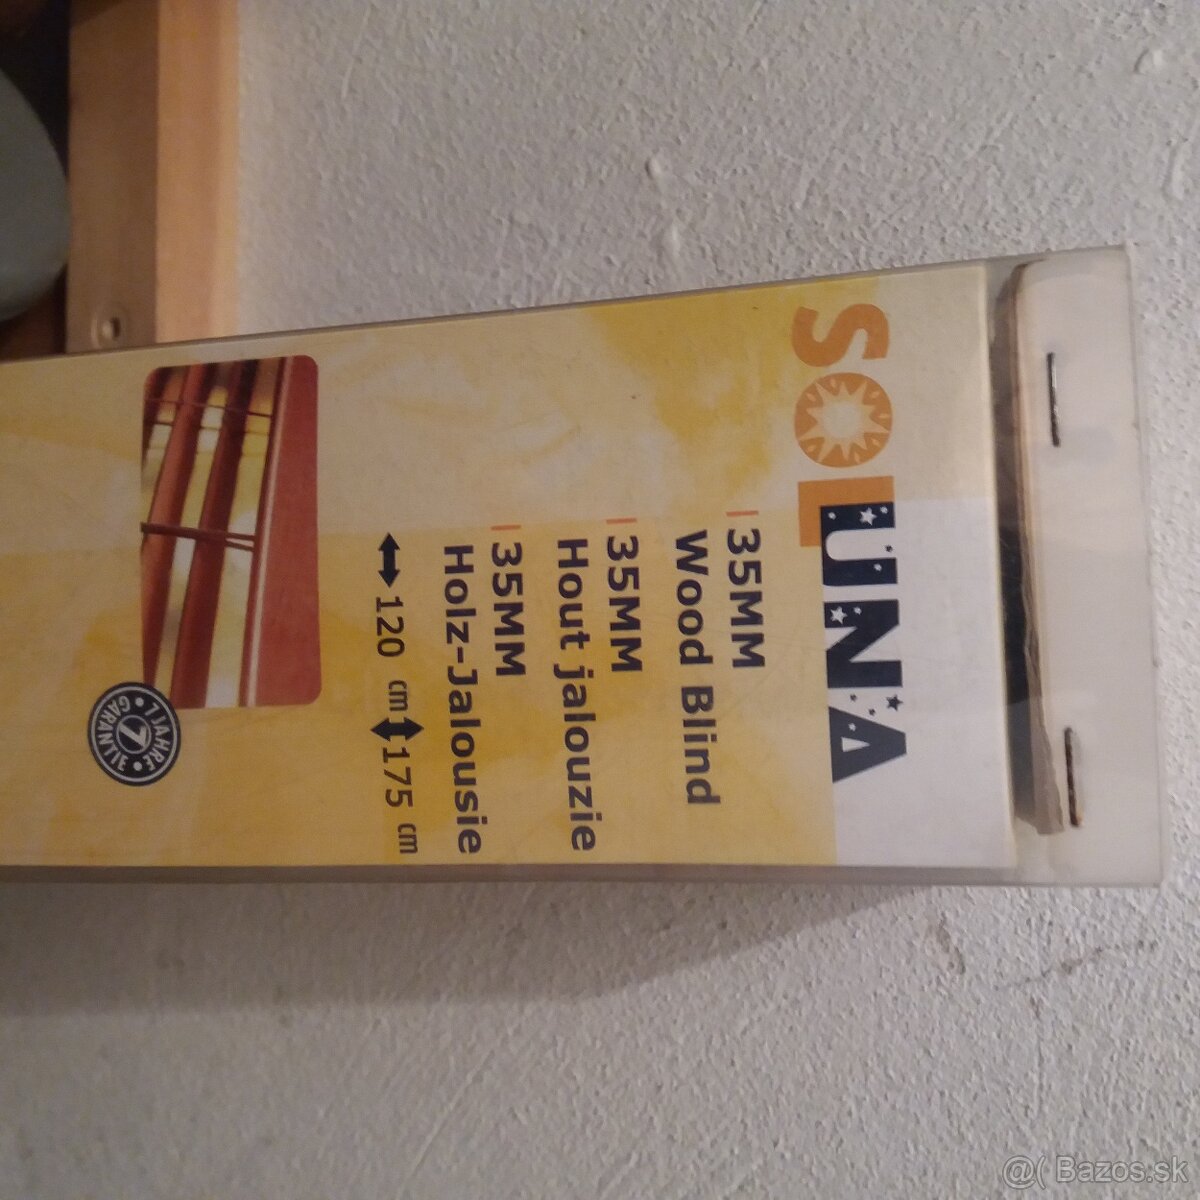 SOLUNA
35MM
Wood Blind
35MM
Hout jalouzie
35MM
Holz-Jalousie
120 cm 175 cm
7 JAHRE
GARANTIE
@( Bazos.sk